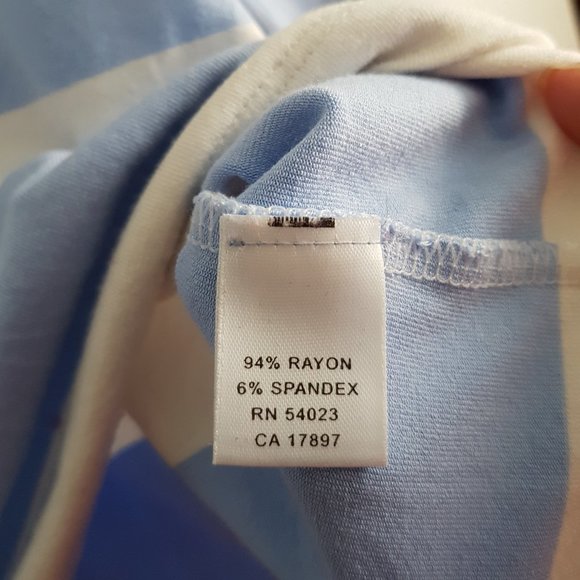 94% RAYON
6% SPANDEX
RN 54023
CA 17897